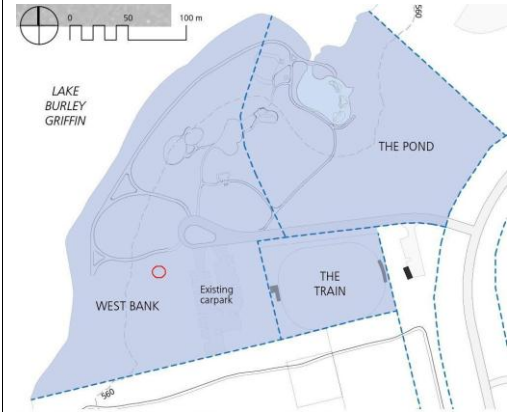 0 50 100 m
560
LAKE
BURLEY
GRIFFIN
THE POND
THE
TRAIN
Existing
carpark
WEST BANK
560